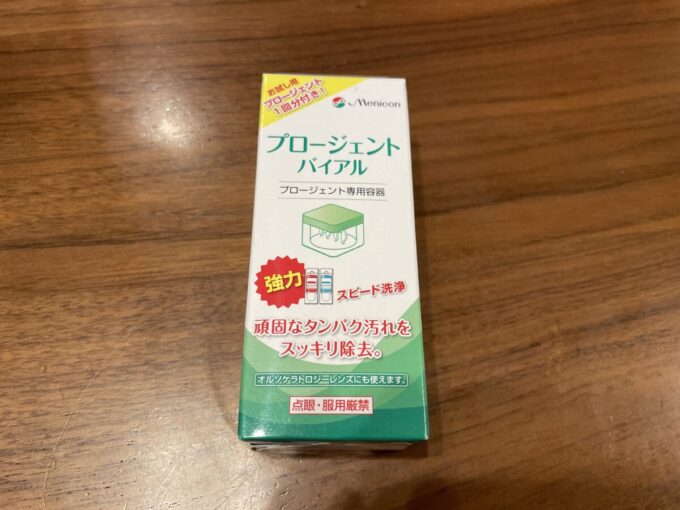 お試し用
プロージェント
1回分付き!
Menicon
プロージェント
バイアル
プロージェント専用容器
強力
スピード洗浄
頑固なタンパク汚れを
スッキリ除去。
オルソケラトロジーレンズにも使えます♪
点眼・服用厳禁